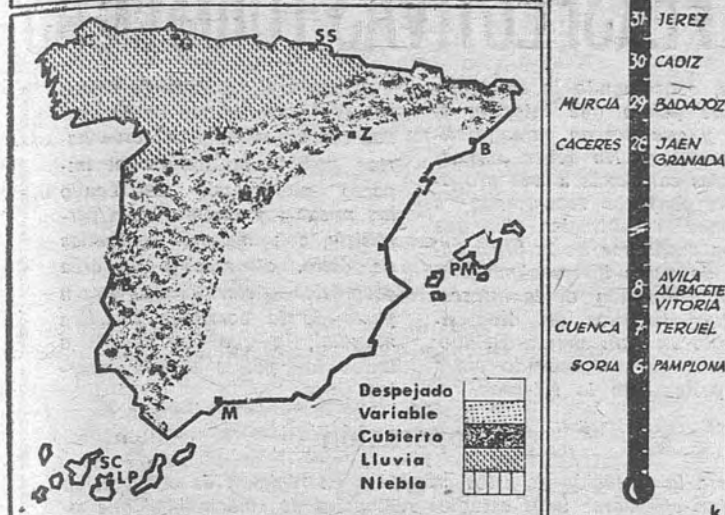 C
O
SS
V
Z
B
M
PM
S
M
SC
LP
Despejado
Variable
Cubierto
Lluvia
Niebla
31 JEREZ
30 CADIZ
MURCIA 29 BADAJOZ
CACERES 28 JAEN
GRANADA
AVILA
8 ALBACETE
VITORIA
CUENCA 7 TERUEL
SORIA 6 PAMPLONA